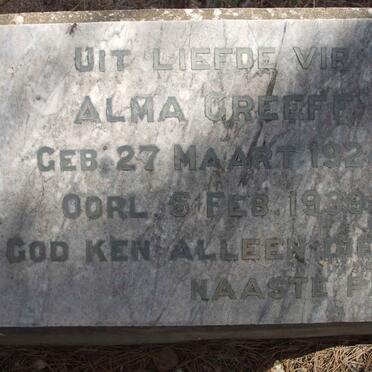 UIT LIEFDE VIR
ALMA GREEFF
GEB. 27 MAART
OORL. 5 FEB.
GOD KEN ALLEEN
NAASTE